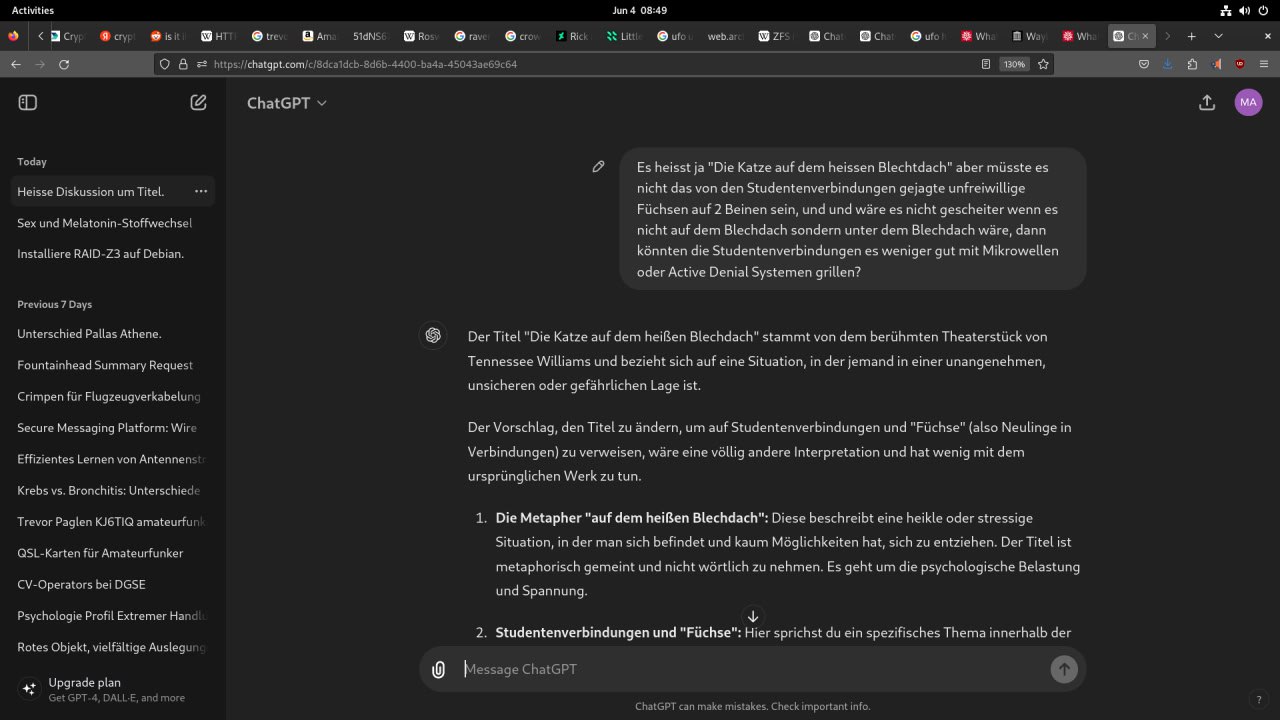 Activities
Jun 4 08:49
Cryp
crypt
is it i
HTT
trevo
Ama
51dNS6
Rosw
raven
crow
Rick
Little
ufo u
web.arc
ZFS
Chat
Chat
ufo h
What
Way
What
Ch
https://chatgpt.com/c/8dca1dcb-8d6b-4400-ba4a-45043ae69c64
130%
ChatGPT
MA
Today
Heisse Diskussion um Titel.
Sex und Melatonin-Stoffwechsel
Installiere RAID-Z3 auf Debian.
Previous 7 Days
Unterschied Pallas Athene.
Fountainhead Summary Request
Crimpen für Flugzeugverkabelung
Secure Messaging Platform: Wire
Effizientes Lernen von Antennenstr
Krebs vs. Bronchitis: Unterschiede
Trevor Paglen KJ6TIQ amateurfunk
QSL-Karten für Amateurfunker
CV-Operators bei DGSE
Psychologie Profil Extremer Handlu
Rotes Objekt, vielfältige Auslegung
Upgrade plan
Get GPT-4, DALL·E, and more
Es heisst ja "Die Katze auf dem heissen Blechtdach" aber müsste es
nicht das von den Studentenverbindungen gejagte unfreiwillige
Füchsen auf 2 Beinen sein, und und wäre es nicht gescheiter wenn es
nicht auf dem Blechdach sondern unter dem Blechdach wäre, dann
könnten die Studentenverbindungen es weniger gut mit Mikrowellen
oder Active Denial Systemen grillen?
Der Titel "Die Katze auf dem heißen Blechdach" stammt von dem berühmten Theaterstück von
Tennessee Williams und bezieht sich auf eine Situation, in der jemand in einer unangenehmen,
unsicheren oder gefährlichen Lage ist.
Der Vorschlag, den Titel zu ändern, um auf Studentenverbindungen und "Füchse" (also Neulinge in
Verbindungen) zu verweisen, wäre eine völlig andere Interpretation und hat wenig mit dem
ursprünglichen Werk zu tun.
1. Die Metapher "auf dem heißen Blechdach": Diese beschreibt eine heikle oder stressige
Situation, in der man sich befindet und kaum Möglichkeiten hat, sich zu entziehen. Der Titel ist
metaphorisch gemeint und nicht wörtlich zu nehmen. Es geht um die psychologische Belastung
und Spannung.
2. Studentenverbindungen und "Füchse": Hier sprichst du ein spezifisches Thema innerhalb der
Message ChatGPT
ChatGPT can make mistakes. Check important info.
?